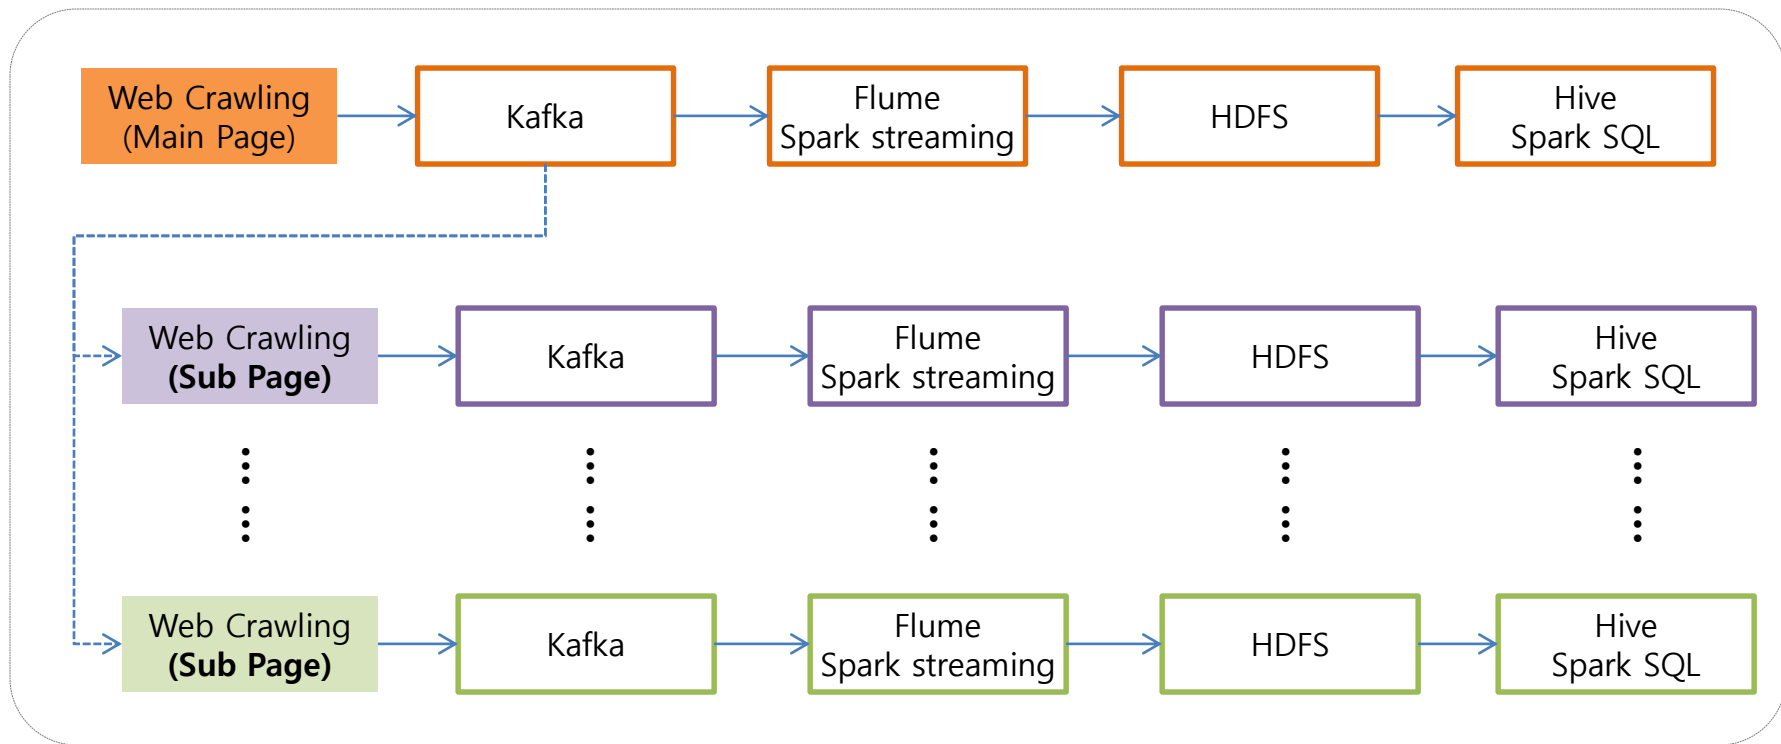 Web Crawling
(Main Page)
Kafka
Flume
Spark streaming
HDFS
Hive
Spark SQL
Web Crawling
(Sub Page)
Kafka
Flume
Spark streaming
HDFS
Hive
Spark SQL
Web Crawling
(Sub Page)
Kafka
Flume
Spark streaming
HDFS
Hive
Spark SQL